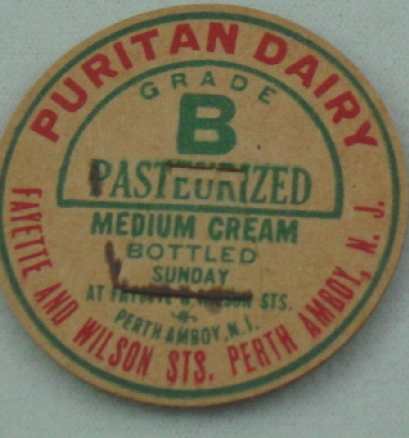 PURITAN DAIRY
GRADE
B
PASTEURIZED
MEDIUM CREAM
BOTTLED
SUNDAY
AT FAYETTE & WILSON STS.
PERTH AMBOY, N.J.
FAYETTE AND WILSON STS. PERTH AMBOY, N. J.